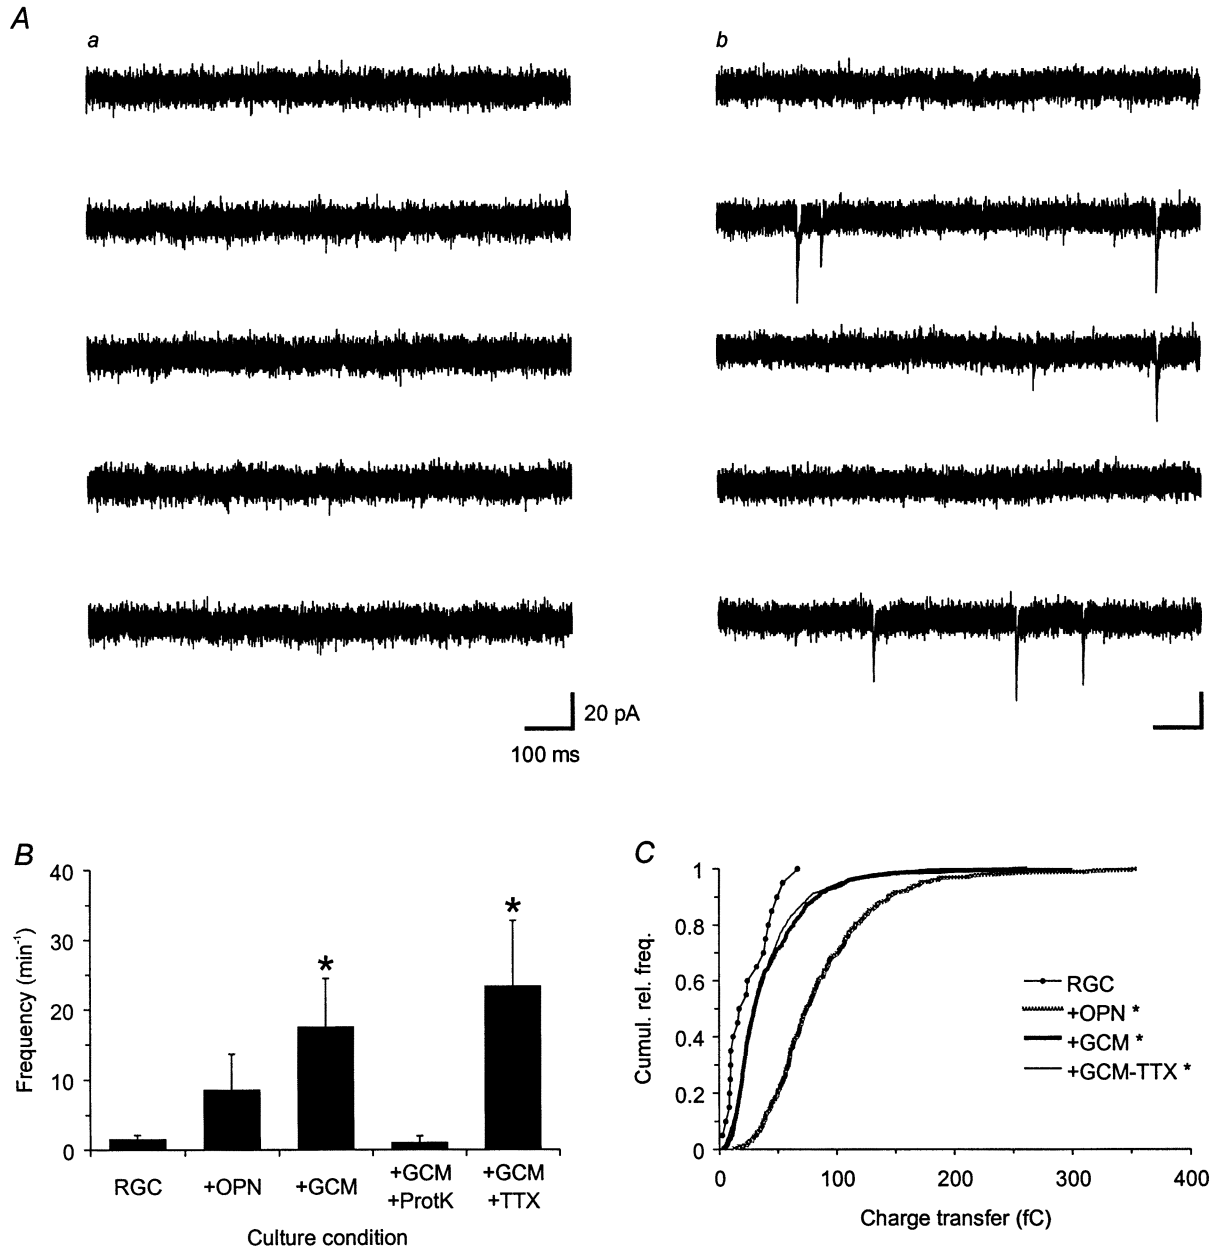 A
a
b
20 pA
100 ms
B
Frequency (min⁻¹)
40
30
20
10
0
*
*
RGC
+OPN
+GCM
+GCM
+ProtK
+GCM
+TTX
Culture condition
C
Cumul. rel. freq.
1
0.8
0.6
0.4
0.2
0
RGC
+OPN *
+GCM *
+GCM-TTX *
0
100
200
300
400
Charge transfer (fC)